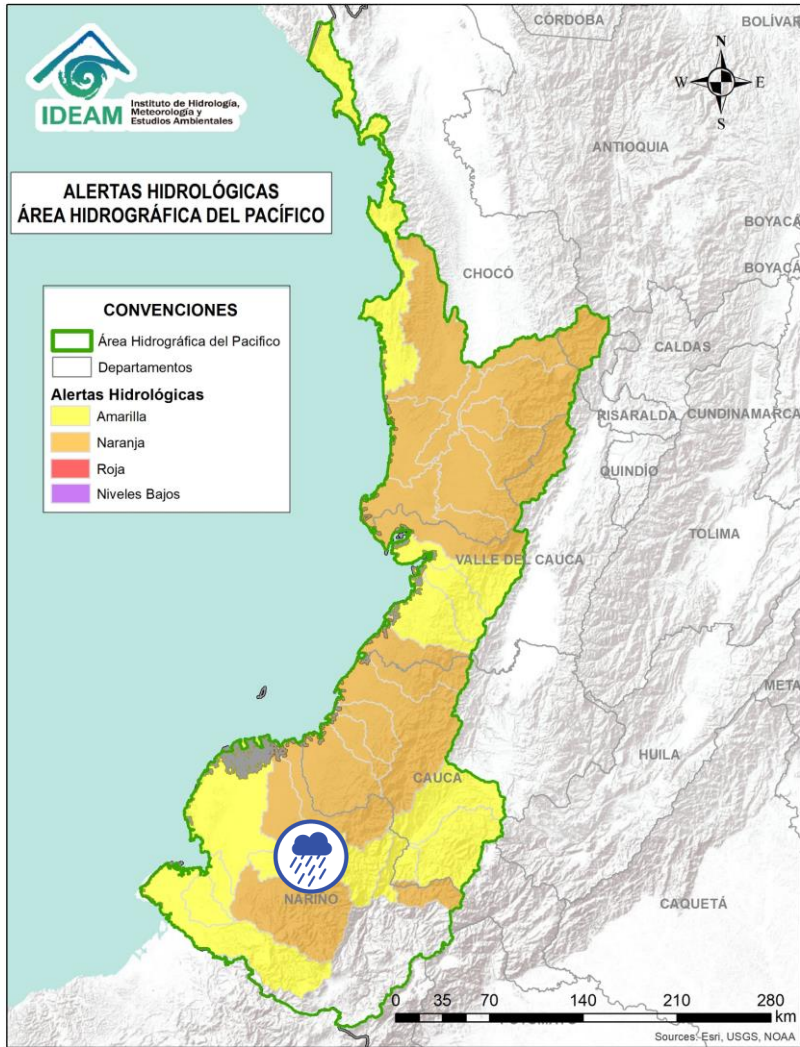 CÓRDOBA
BOLÍVAR
N
W
E
S
IDEAM
Instituto de Hidrología,
Meteorología y
Estudios Ambientales
ANTIOQUIA
ALERTAS HIDROLÓGICAS
ÁREA HIDROGRÁFICA DEL PACÍFICO
BOYACÁ
BOYACÁ
CHOCÓ
CONVENCIONES
Área Hidrográfica del Pacifico
Departamentos
Alertas Hidrológicas
Amarilla
Naranja
Roja
Niveles Bajos
CALDAS
RISARALDA
CUNDINAMARCA
QUINDÍO
TOLIMA
VALLE DEL CAUCA
META
HUILA
CAUCA
NARIÑO
CAQUETÁ
0 35 70 140 210 280
km
Sources: Esri, USGS, NOAA